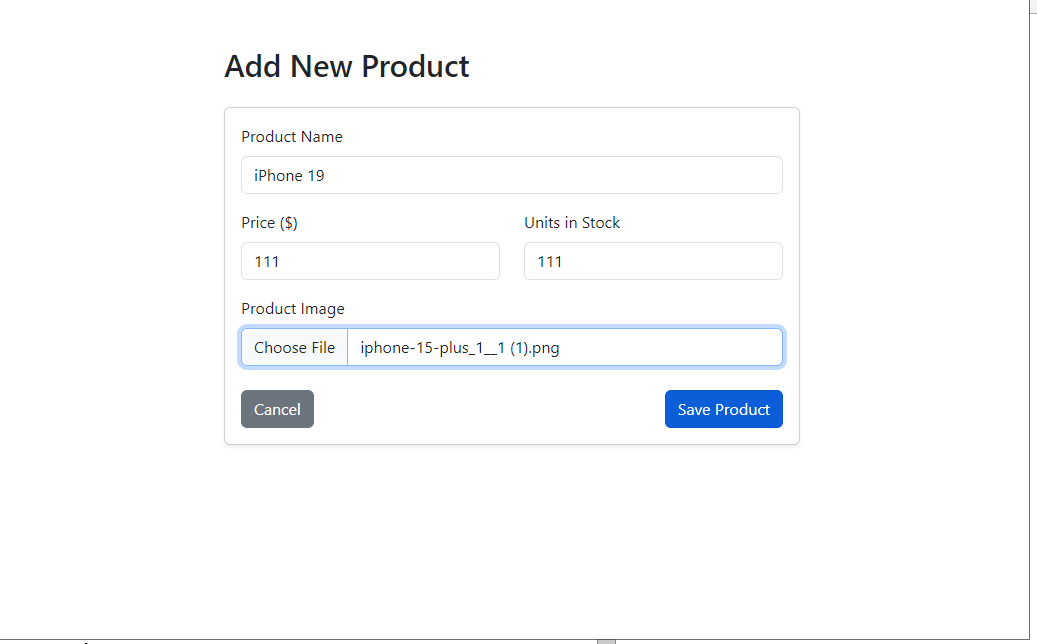 Add New Product
Product Name
iPhone 19
Price ($) Units in Stock
111 111
Product Image
Choose File iphone-15-plus_1__1 (1).png
Cancel Save Product